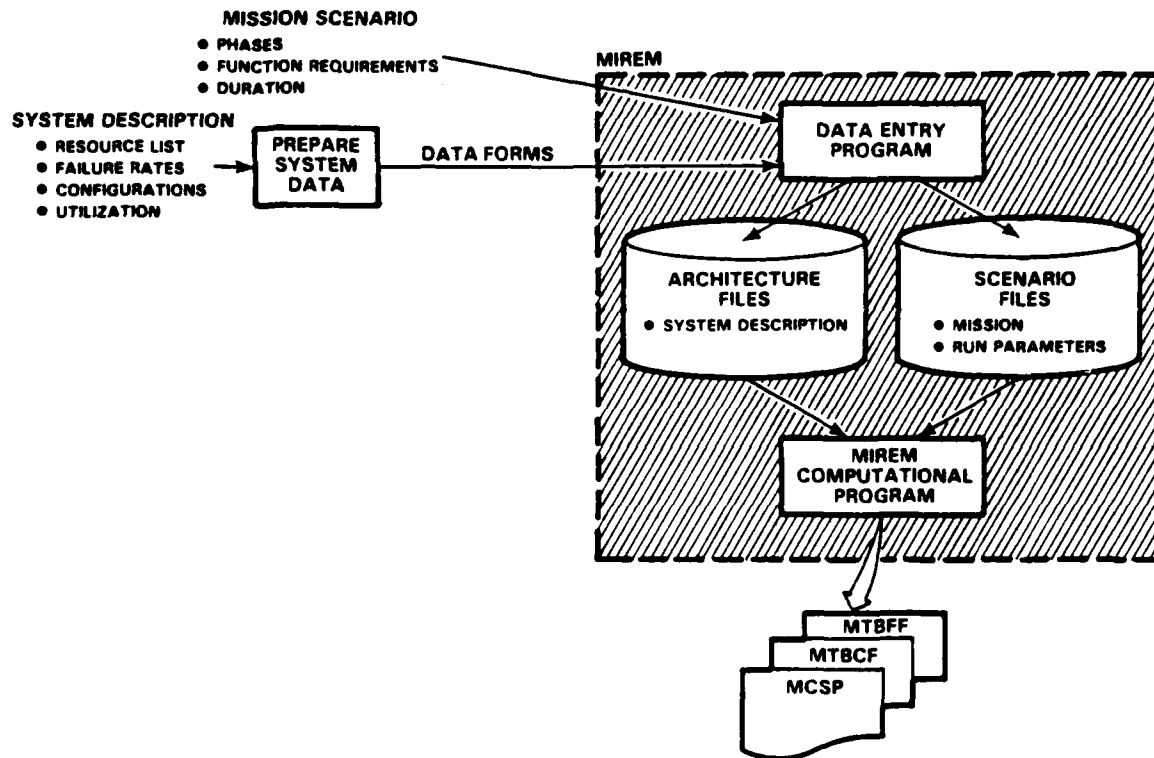 MISSION SCENARIO
● PHASES
● FUNCTION REQUIREMENTS
● DURATION
SYSTEM DESCRIPTION
● RESOURCE LIST
● FAILURE RATES
● CONFIGURATIONS
● UTILIZATION
PREPARE
SYSTEM
DATA
DATA FORMS
MIREM
DATA ENTRY
PROGRAM
ARCHITECTURE
FILES
● SYSTEM DESCRIPTION
SCENARIO
FILES
● MISSION
● RUN PARAMETERS
MIREM
COMPUTATIONAL
PROGRAM
MTBFF
MTBCF
MCSP